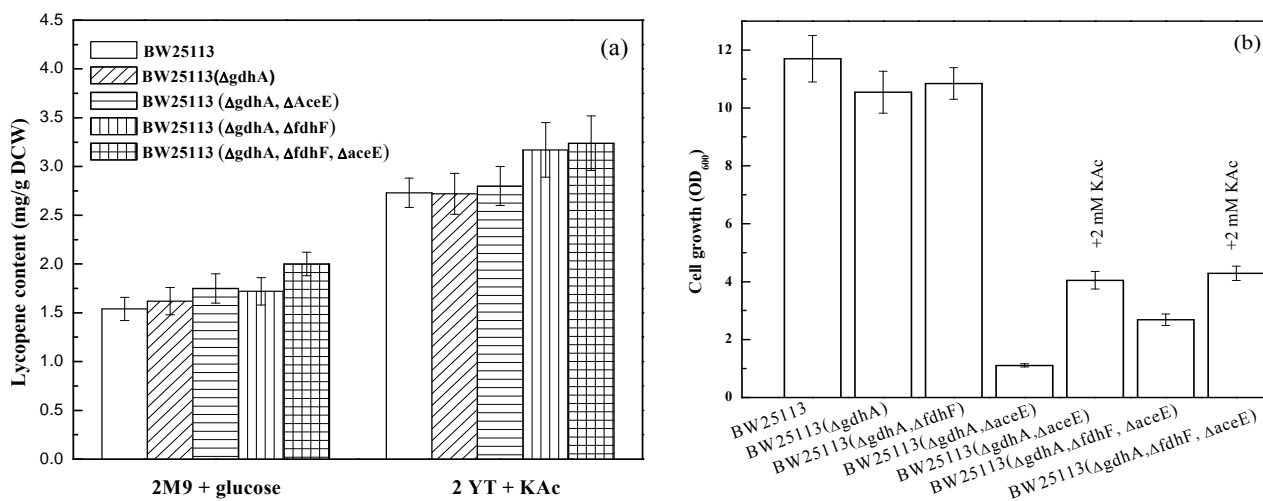 4.5
4.0
3.5
3.0
2.5
2.0
1.5
1.0
0.5
0.0
Lycopene content (mg/g DCW)
(a)
BW25113
BW25113(ΔgdhA)
BW25113 (ΔgdhA, ΔAceE)
BW25113 (ΔgdhA, ΔfdhF)
BW25113 (ΔgdhA, ΔfdhF, ΔaceE)
2M9 + glucose
2 YT + KAc
(b)
12
10
8
6
4
2
0
Cell growth (OD600)
+2 mM KAc
+2 mM KAc
BW25113
BW25113(ΔgdhA)
BW25113(ΔgdhA,ΔfdhF)
BW25113(ΔgdhA,ΔaceE)
BW25113(ΔgdhA,ΔaceE)
BW25113(ΔgdhA,ΔfdhF, ΔaceE)
BW25113(ΔgdhA,ΔfdhF, ΔaceE)